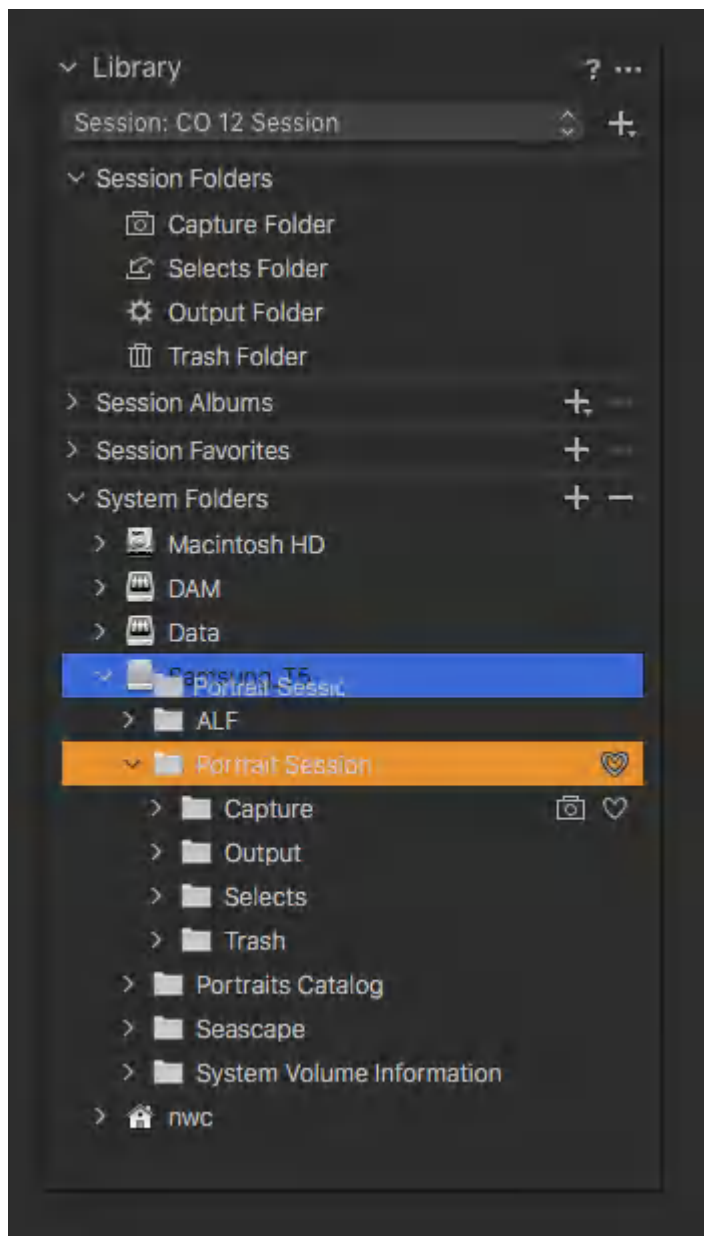 Library ? ...
Session: CO 12 Session
Session Folders
Capture Folder
Selects Folder
Output Folder
Trash Folder
Session Albums
Session Favorites
System Folders
Macintosh HD
DAM
Data
Samsung_T5
Portrait Sessic
ALF
Portrait Session
Capture
Output
Selects
Trash
Portraits Catalog
Seascape
System Volume Information
nwc